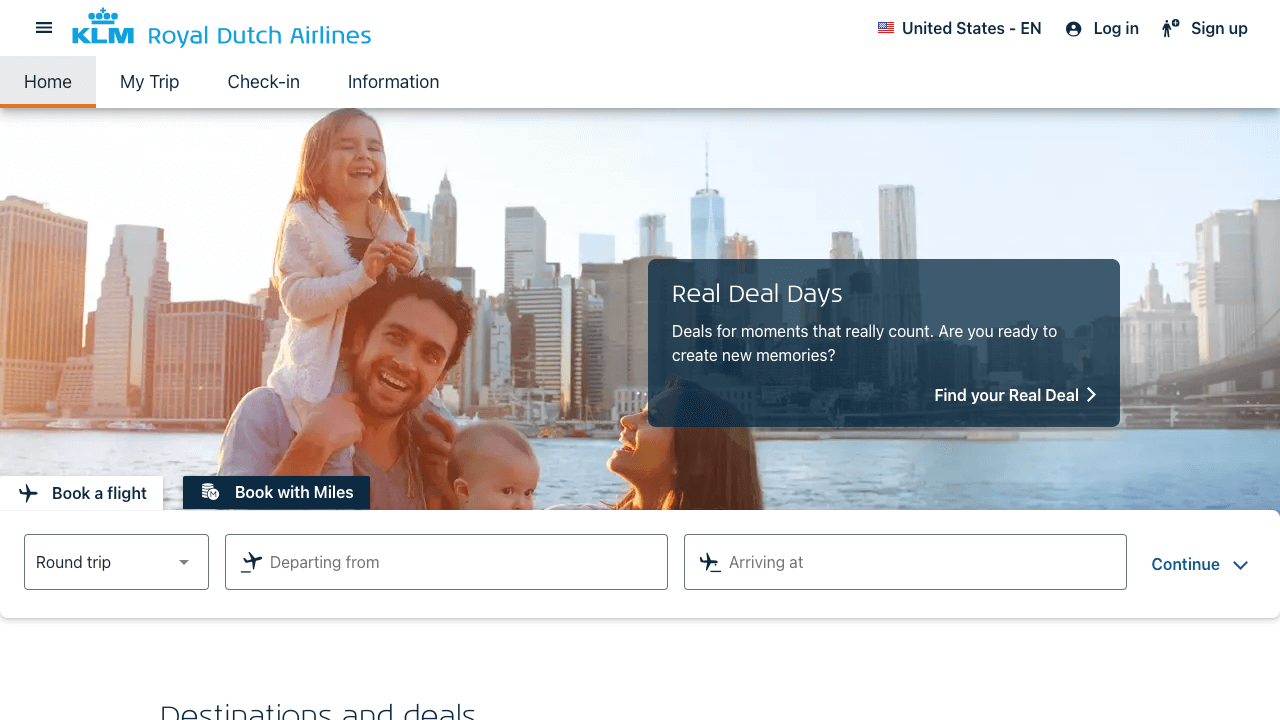 KLM Royal Dutch Airlines
United States - EN
Log in
Sign up
Home
My Trip
Check-in
Information
Real Deal Days
Deals for moments that really count. Are you ready to
create new memories?
Find your Real Deal
Book a flight
Book with Miles
Round trip
Departing from
Arriving at
Continue
Destinations and deals